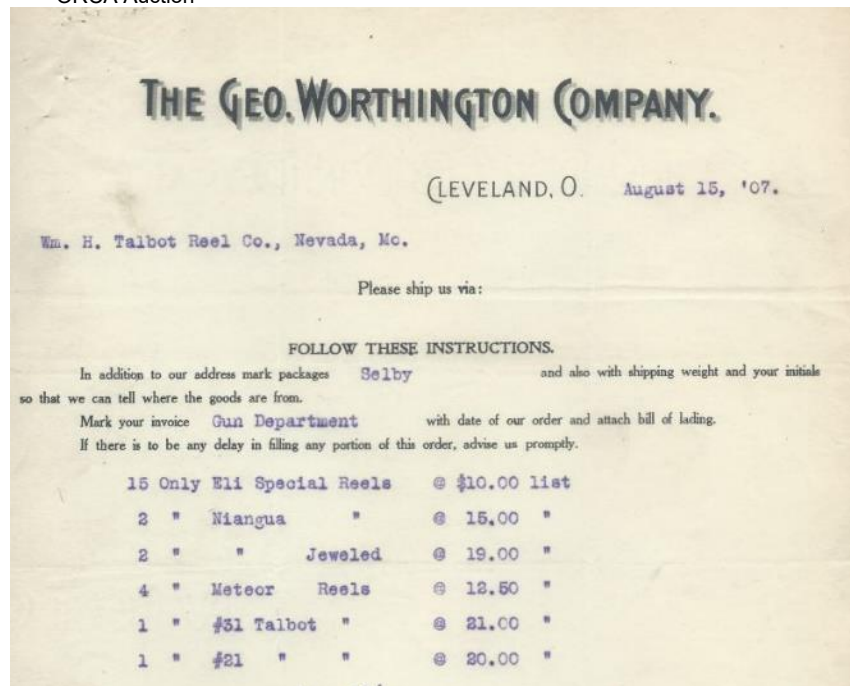 ORCA Auction
THE GEO. WORTHINGTON COMPANY.
CLEVELAND, O. August 15, '07.
Wm. H. Talbot Reel Co., Nevada, Mo.
Please ship us via:
FOLLOW THESE INSTRUCTIONS.
In addition to our address mark packages Selby and also with shipping weight and your initials
so that we can tell where the goods are from.
Mark your invoice Gun Department with date of our order and attach bill of lading.
If there is to be any delay in filling any portion of this order, advise us promptly.
15 Only Eli Special Reels @ $10.00 list
2 " Niangua " @ 15.00 "
2 " " Jeweled @ 19.00 "
4 " Meteor Reels @ 12.50 "
1 " #31 Talbot " @ 21.00 "
1 " #21 " " @ 20.00 "